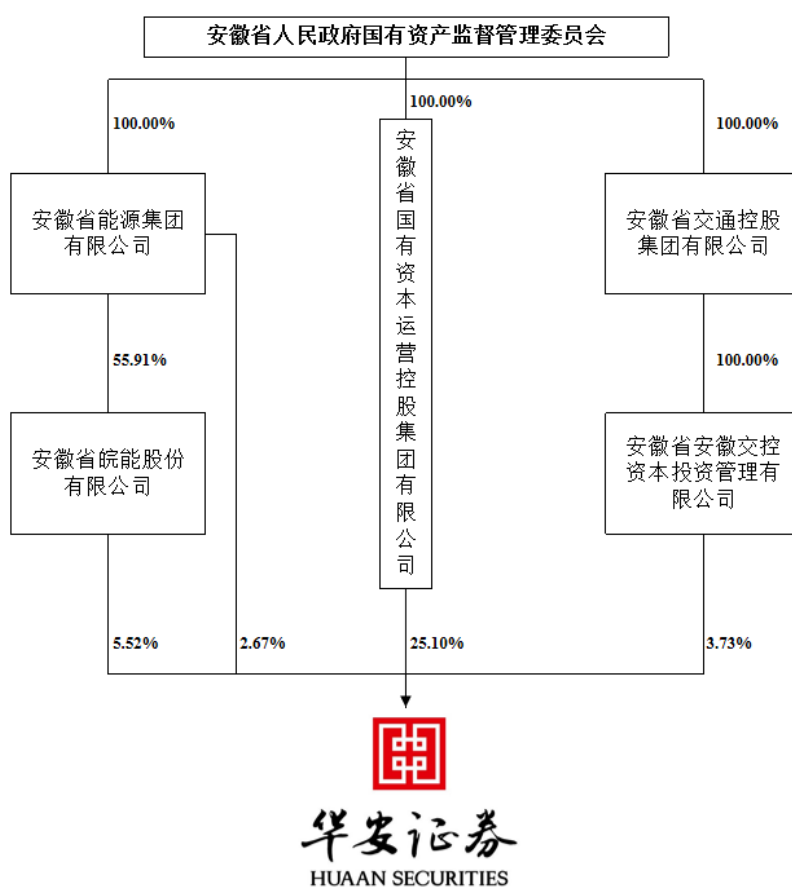 安徽省人民政府国有资产监督管理委员会
100.00%
100.00%
100.00%
安徽省能源集团
有限公司
安徽省国有资本运营控股集团有限公司
安徽省交通控股
集团有限公司
55.91%
100.00%
安徽省皖能股份
有限公司
安徽省安徽交控
资本投资管理有
限公司
5.52%
2.67%
25.10%
3.73%
华安证券
HUAAN SECURITIES